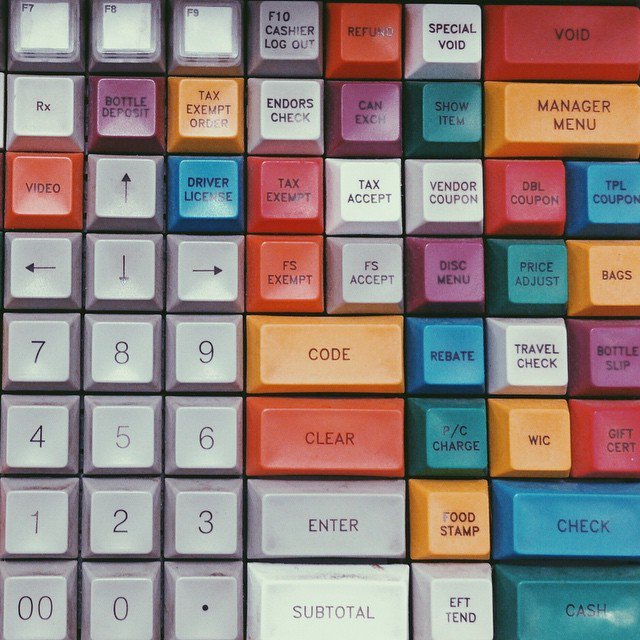 F7
F8
F9
F10
CASHIER
LOG OUT
REFUND
SPECIAL
VOID
VOID
Rx
BOTTLE
DEPOSIT
TAX
EXEMPT
ORDER
ENDORS
CHECK
CAN
EXCH
SHOW
ITEM
MANAGER
MENU
VIDEO
↑
DRIVER
LICENSE
TAX
EXEMPT
TAX
ACCEPT
VENDOR
COUPON
DBL
COUPON
TPL
COUPON
←
↓
→
FS
EXEMPT
FS
ACCEPT
DISC
MENU
PRICE
ADJUST
BAGS
7
8
9
CODE
REBATE
TRAVEL
CHECK
BOTTLE
SLIP
4
5
6
CLEAR
P/C
CHARGE
WIC
GIFT
CERT
1
2
3
ENTER
FOOD
STAMP
CHECK
00
0
.
SUBTOTAL
EFT
TEND
CASH